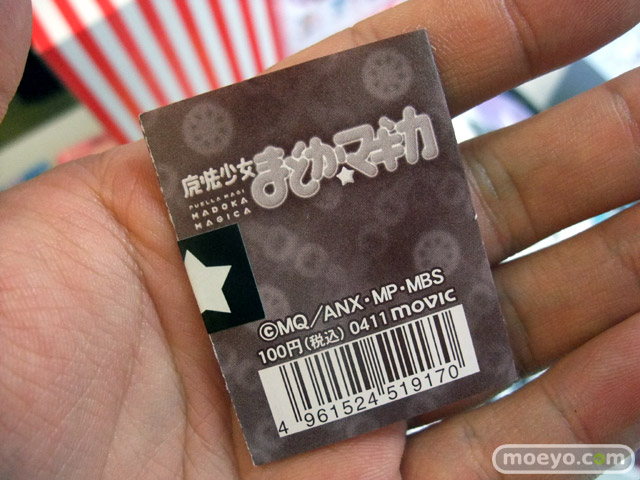 魔法少女
まどか☆マギカ
PUELLA MAGI
MADOKA
MAGICA
©MQ/ANX・MP・MBS
100円(税込) 0411 movic
4 961524 519170
moeyo.com